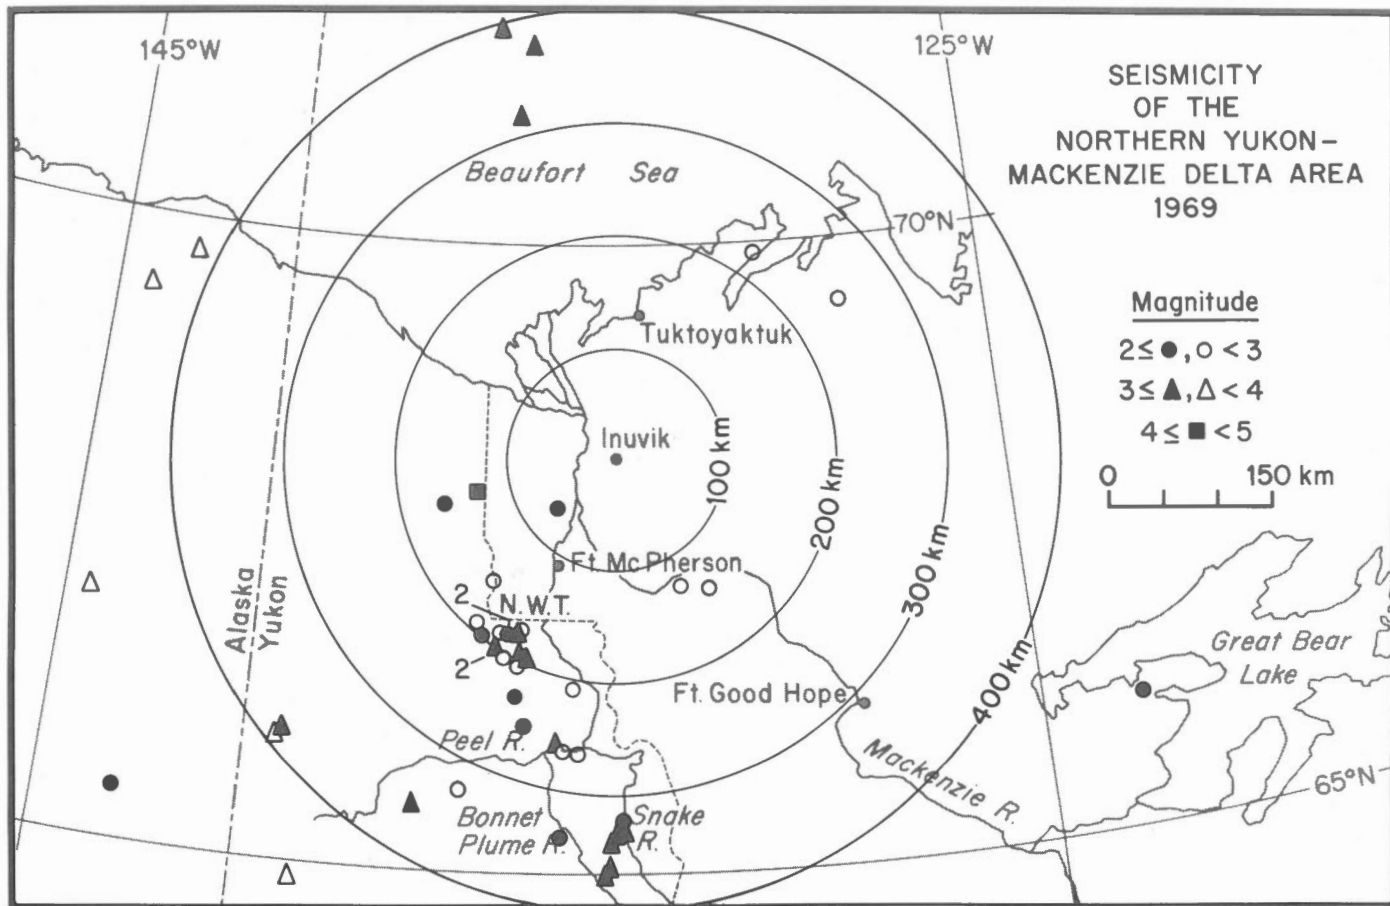 145°W
125°W
SEISMICITY
OF THE
NORTHERN YUKON–
MACKENZIE DELTA AREA
1969
Beaufort Sea
70°N
Magnitude
2≤ ●, ○ <3
3≤ ▲, △ <4
4≤ ■ <5
0 150 km
Tuktoyaktuk
Inuvik
100 km
200 km
300 km
400 km
Ft. McPherson
2
N.W.T.
2
Alaska
Yukon
Great Bear
Lake
Ft. Good Hope
Peel R.
Mackenzie R.
65°N
Bonnet
Plume R.
Snake
R.